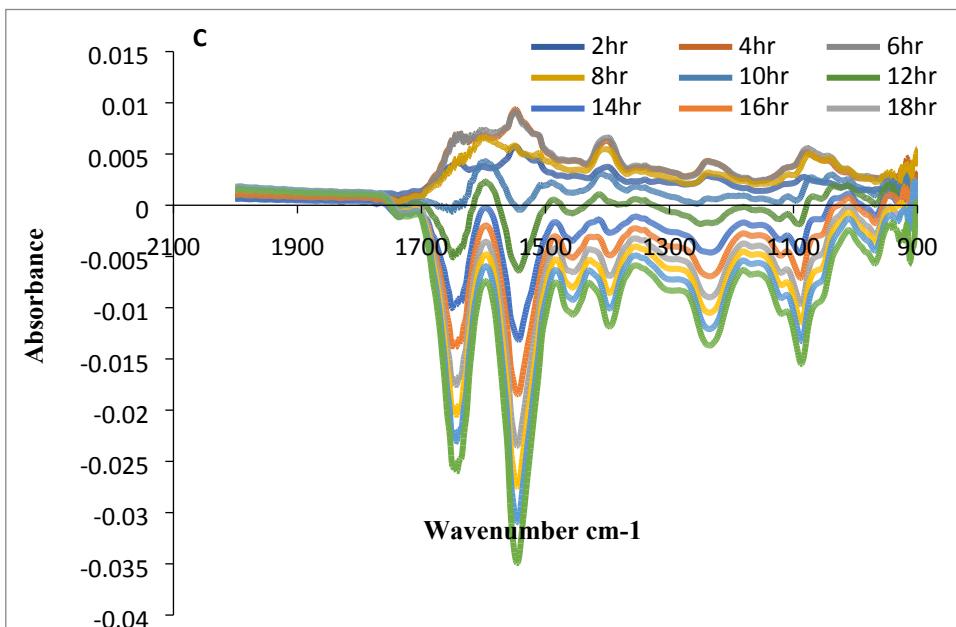 C
0.015
0.01
0.005
0
-0.005
-0.01
-0.015
-0.02
-0.025
-0.03
-0.035
-0.04
2hr 4hr 6hr
8hr 10hr 12hr
14hr 16hr 18hr
2100 1900 1700 1500 1300 1100 900
Absorbance
Wavenumber cm-1